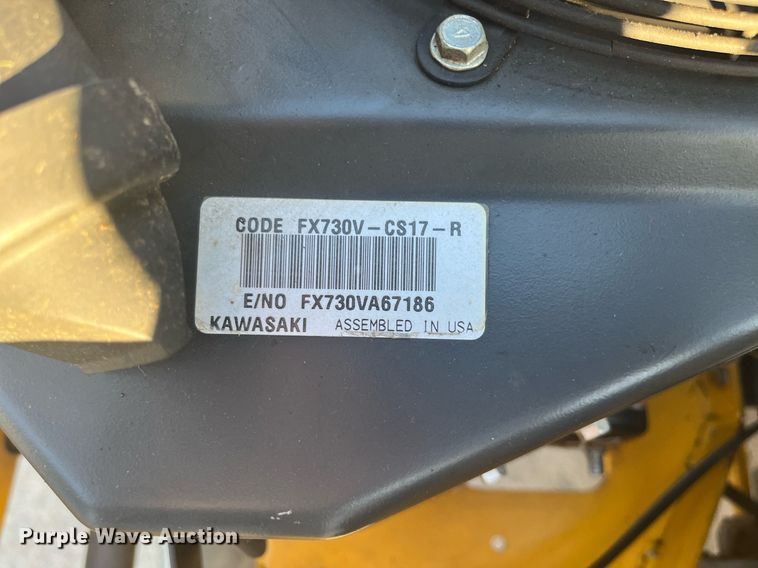 CODE FX730V-CS17-R
E/NO FX730VA67186
KAWASAKI ASSEMBLED IN USA
Purple Wave Auction